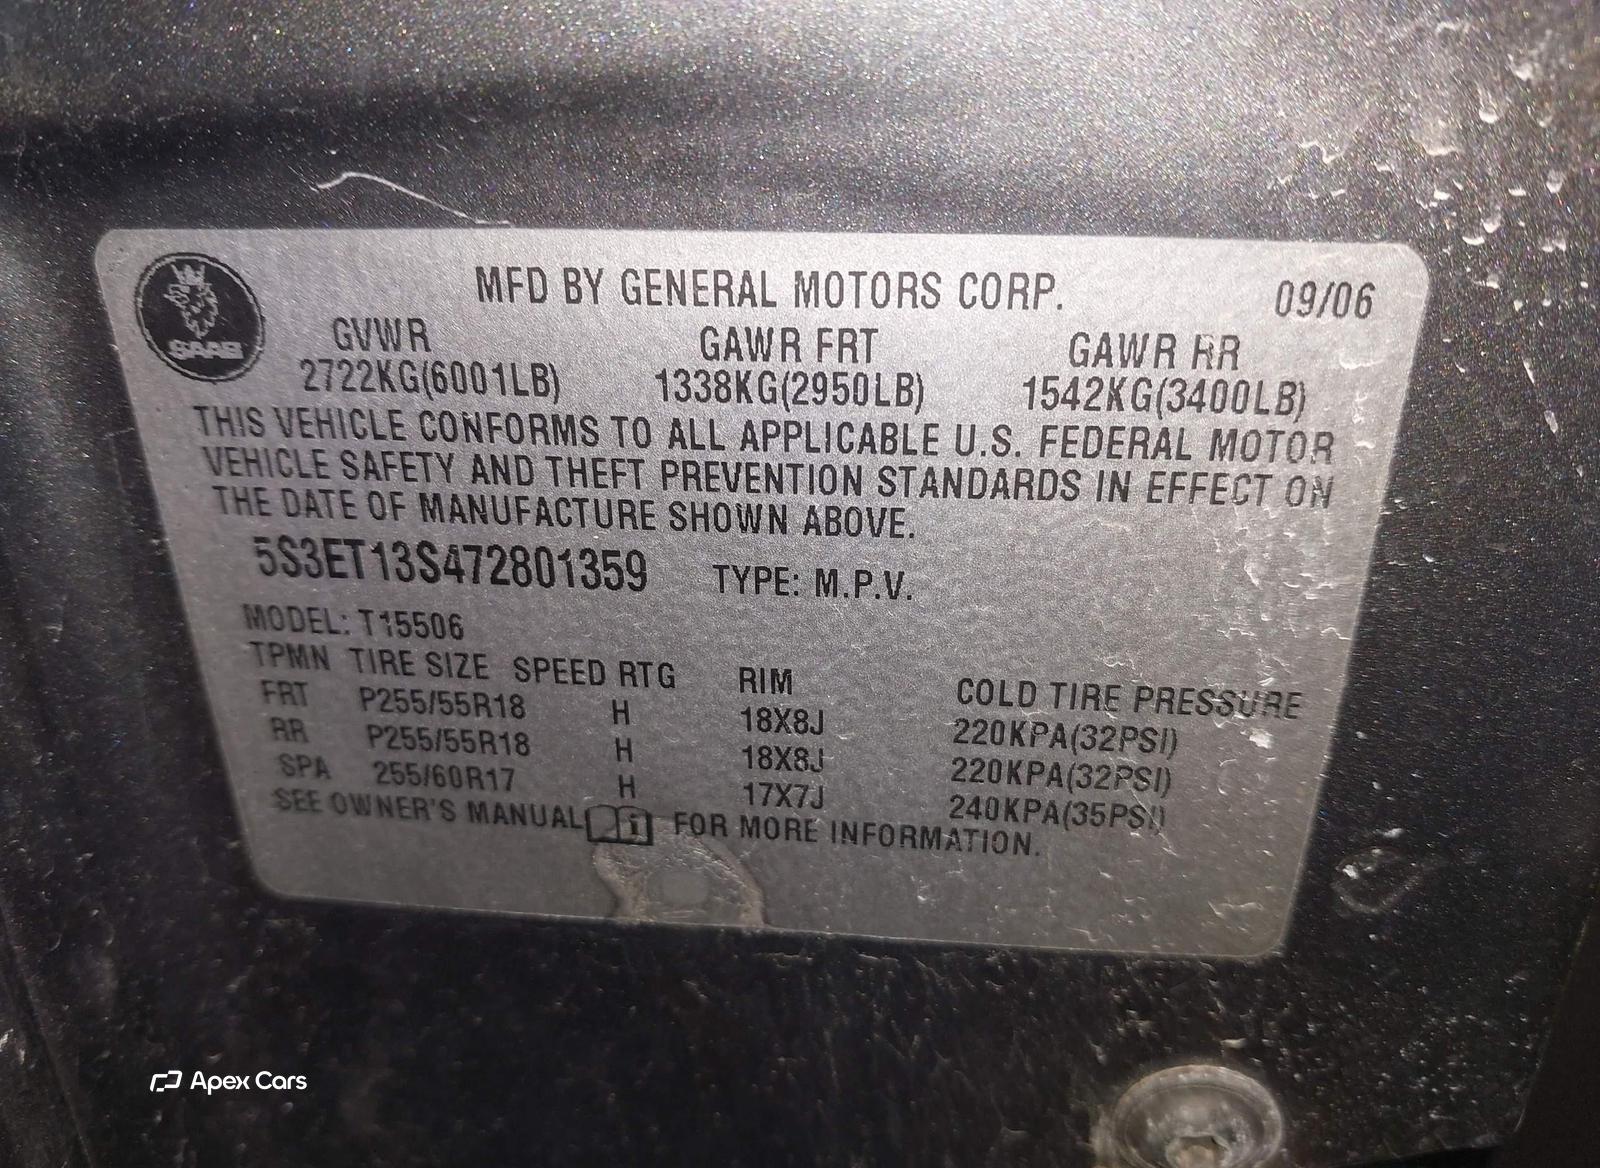 SAAB
MFD BY GENERAL MOTORS CORP. 09/06
GVWR GAWR FRT GAWR RR
2722KG(6001LB) 1338KG(2950LB) 1542KG(3400LB)
THIS VEHICLE CONFORMS TO ALL APPLICABLE U.S. FEDERAL MOTOR
VEHICLE SAFETY AND THEFT PREVENTION STANDARDS IN EFFECT ON
THE DATE OF MANUFACTURE SHOWN ABOVE.
5S3ET13S472801359 TYPE: M.P.V.
MODEL: T15506
TPMN TIRE SIZE SPEED RTG RIM COLD TIRE PRESSURE
FRT P255/55R18 H 18X8J 220KPA(32PSI)
RR P255/55R18 H 18X8J 220KPA(32PSI)
SPA 255/60R17 H 17X7J 240KPA(35PSI)
SEE OWNER'S MANUAL i FOR MORE INFORMATION.
Apex Cars